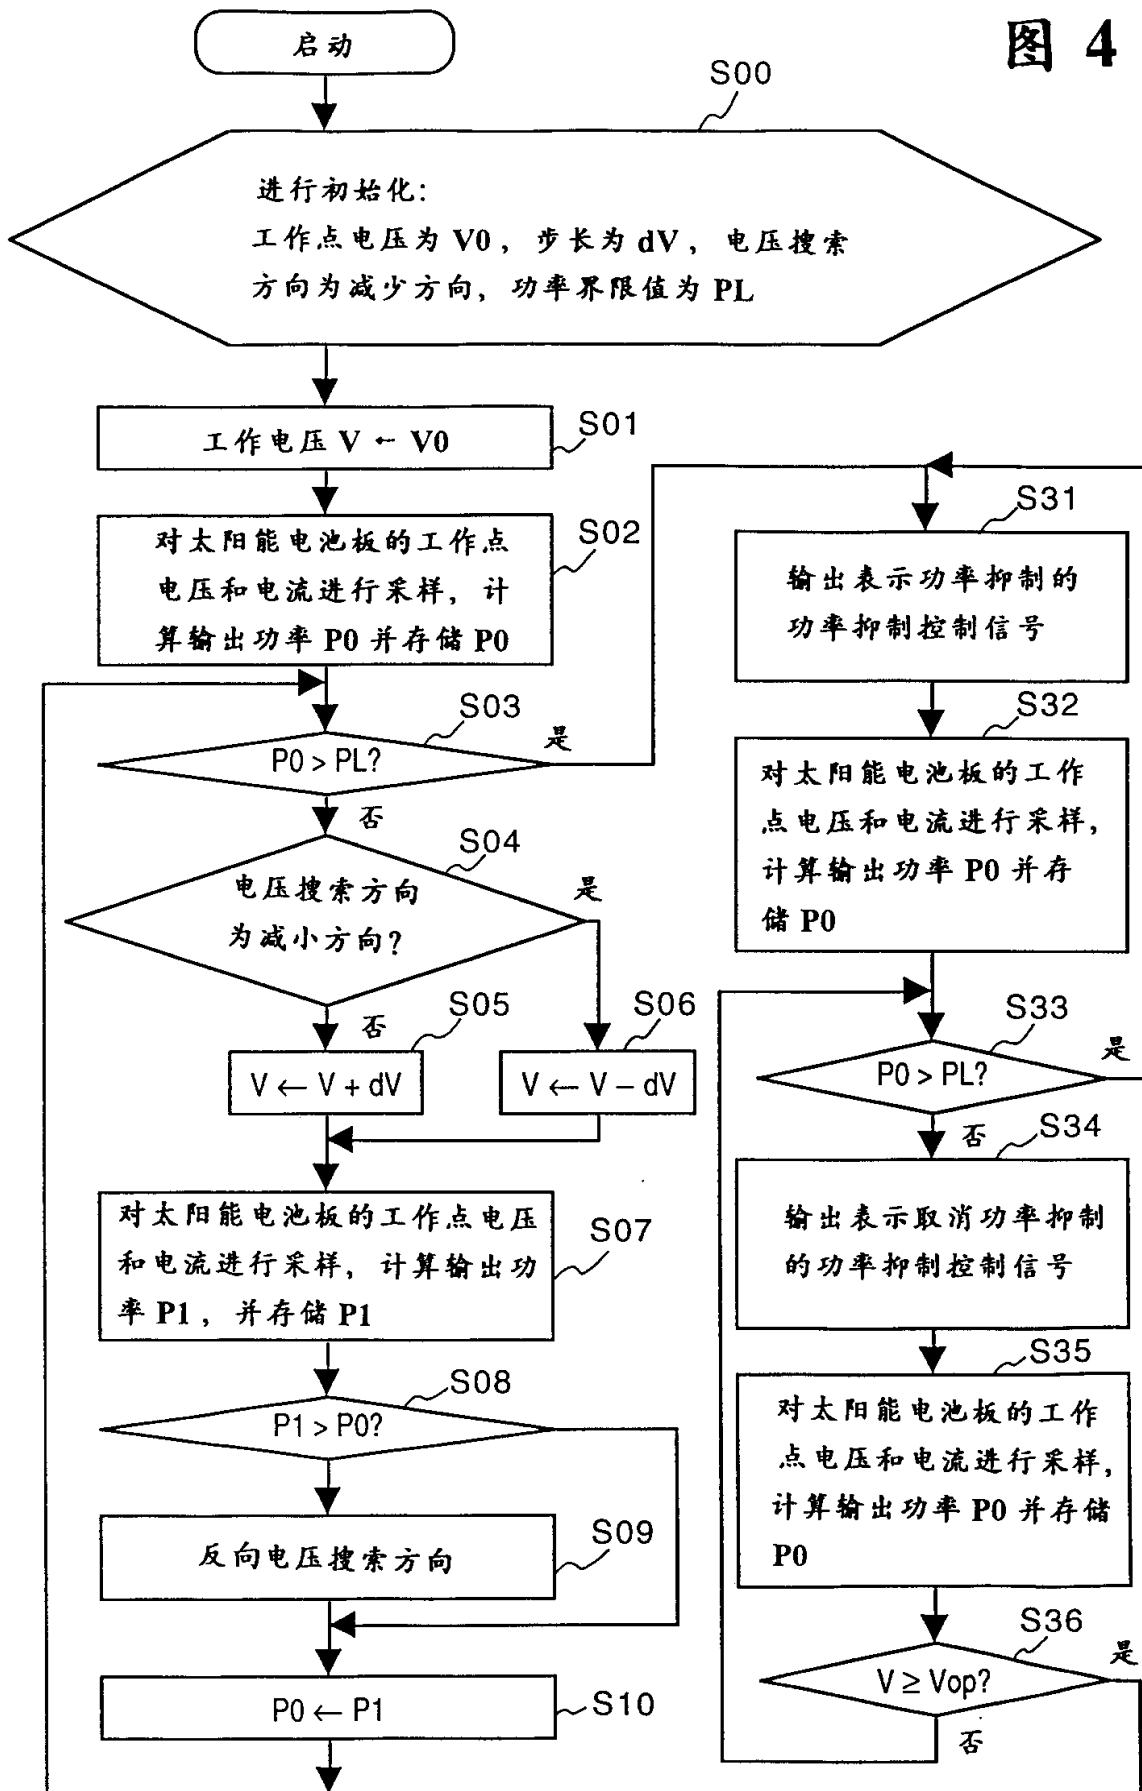 图 4
启动
S00
进行初始化:
工作点电压为 V0，步长为 dV，电压搜索
方向为减少方向，功率界限值为 PL
S01
工作电压 V ← V0
S02
对太阳能电池板的工作点
电压和电流进行采样，计
算输出功率 P0 并存储 P0
S03
P0 > PL?
是
否
S04
电压搜索方向
为减小方向?
是
否
S05
V ← V + dV
S06
V ← V – dV
S07
对太阳能电池板的工作点电压
和电流进行采样，计算输出功
率 P1，并存储 P1
S08
P1 > P0?
S09
反向电压搜索方向
S10
P0 ← P1
S31
输出表示功率抑制的
功率抑制控制信号
S32
对太阳能电池板的工作
点电压和电流进行采样，
计算输出功率 P0 并存
储 P0
S33
P0 > PL?
是
否
S34
输出表示取消功率抑制
的功率抑制控制信号
S35
对太阳能电池板的工作
点电压和电流进行采样，
计算输出功率 P0 并存储
P0
S36
V ≥ Vop?
是
否